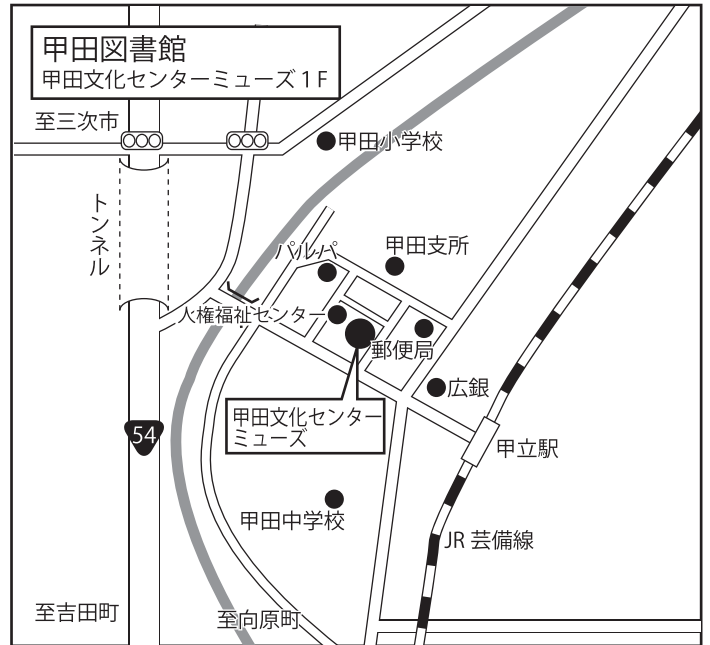 甲田図書館
甲田文化センターミューズ1F
至三次市
甲田小学校
トンネル
パルパ
甲田支所
人権福祉センター
郵便局
広銀
甲田文化センター
ミューズ
54
甲立駅
甲田中学校
JR 芸備線
至吉田町
至向原町